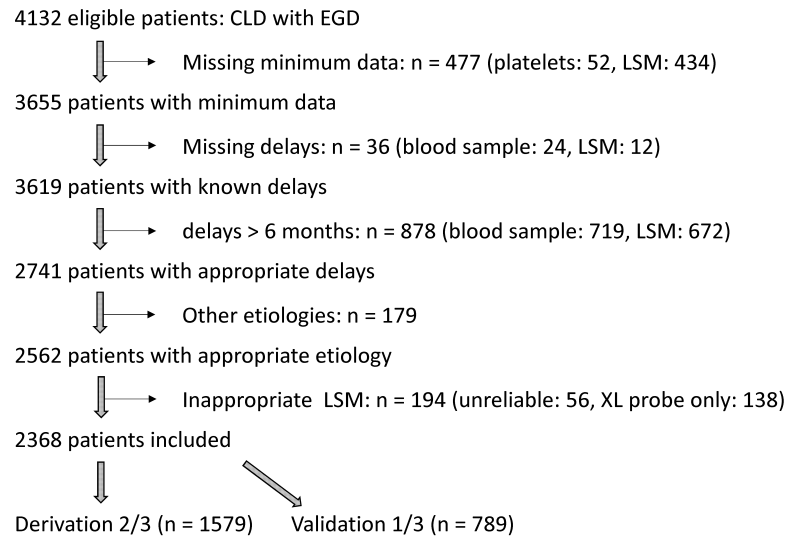 4132 eligible patients: CLD with EGD
Missing minimum data: n = 477 (platelets: 52, LSM: 434)
3655 patients with minimum data
Missing delays: n = 36 (blood sample: 24, LSM: 12)
3619 patients with known delays
delays > 6 months: n = 878 (blood sample: 719, LSM: 672)
2741 patients with appropriate delays
Other etiologies: n = 179
2562 patients with appropriate etiology
Inappropriate LSM: n = 194 (unreliable: 56, XL probe only: 138)
2368 patients included
Derivation 2/3 (n = 1579) Validation 1/3 (n = 789)